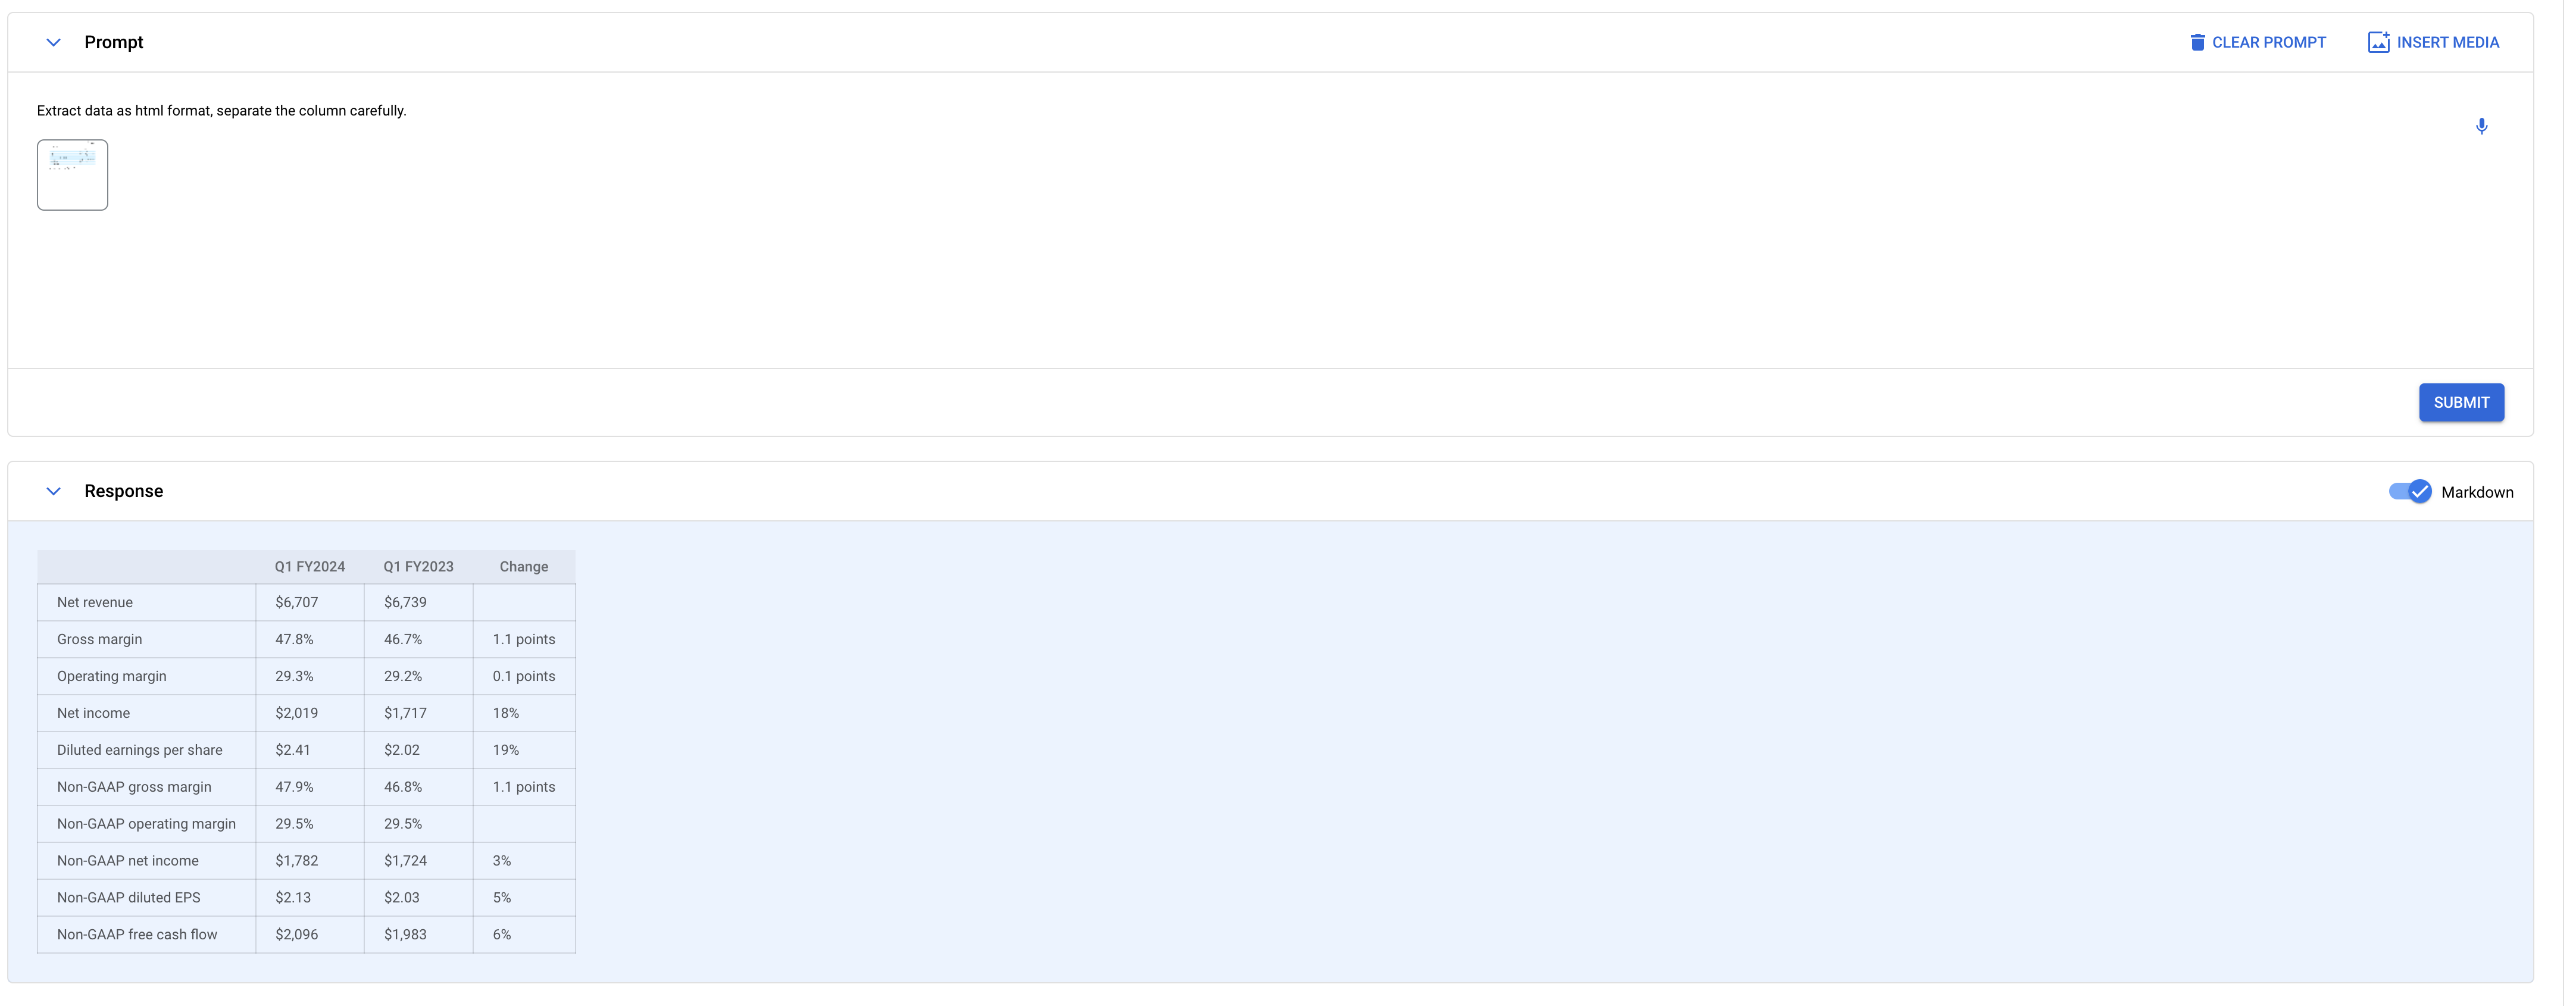 Prompt
CLEAR PROMPT
INSERT MEDIA
Extract data as html format, separate the column carefully.
SUBMIT
Response
Markdown
Q1 FY2024 Q1 FY2023 Change
Net revenue $6,707 $6,739
Gross margin 47.8% 46.7% 1.1 points
Operating margin 29.3% 29.2% 0.1 points
Net income $2,019 $1,717 18%
Diluted earnings per share $2.41 $2.02 19%
Non-GAAP gross margin 47.9% 46.8% 1.1 points
Non-GAAP operating margin 29.5% 29.5%
Non-GAAP net income $1,782 $1,724 3%
Non-GAAP diluted EPS $2.13 $2.03 5%
Non-GAAP free cash flow $2,096 $1,983 6%